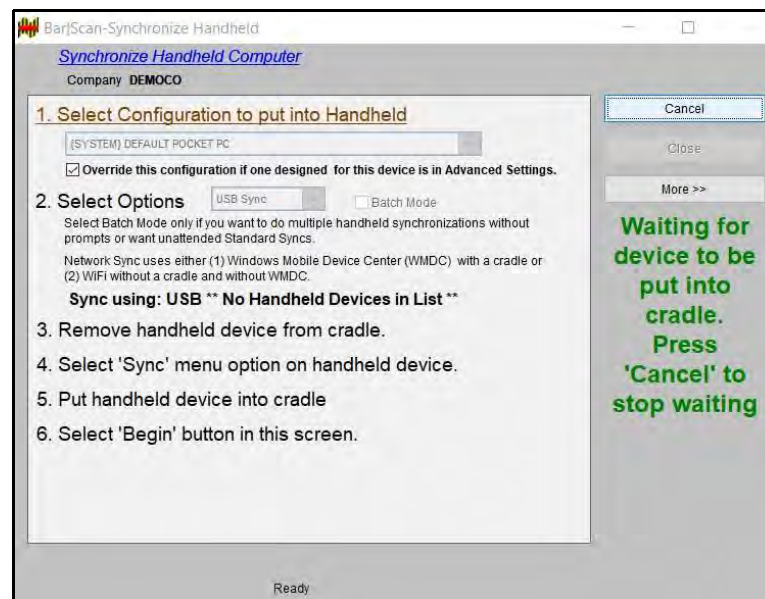 Bar|Scan-Synchronize Handheld
Synchronize Handheld Computer
Company DEMOCO
1. Select Configuration to put into Handheld
{SYSTEM} DEFAULT POCKET PC
Override this configuration if one designed for this device is in Advanced Settings.
2. Select Options
USB Sync
Batch Mode
Select Batch Mode only if you want to do multiple handheld synchronizations without
prompts or want unattended Standard Syncs.
Network Sync uses either (1) Windows Mobile Device Center (WMDC) with a cradle or
(2) WiFi without a cradle and without WMDC.
Sync using: USB ** No Handheld Devices in List **
3. Remove handheld device from cradle.
4. Select 'Sync' menu option on handheld device.
5. Put handheld device into cradle
6. Select 'Begin' button in this screen.
Cancel
Close
More >>
Waiting for
device to be
put into
cradle.
Press
'Cancel' to
stop waiting
Ready